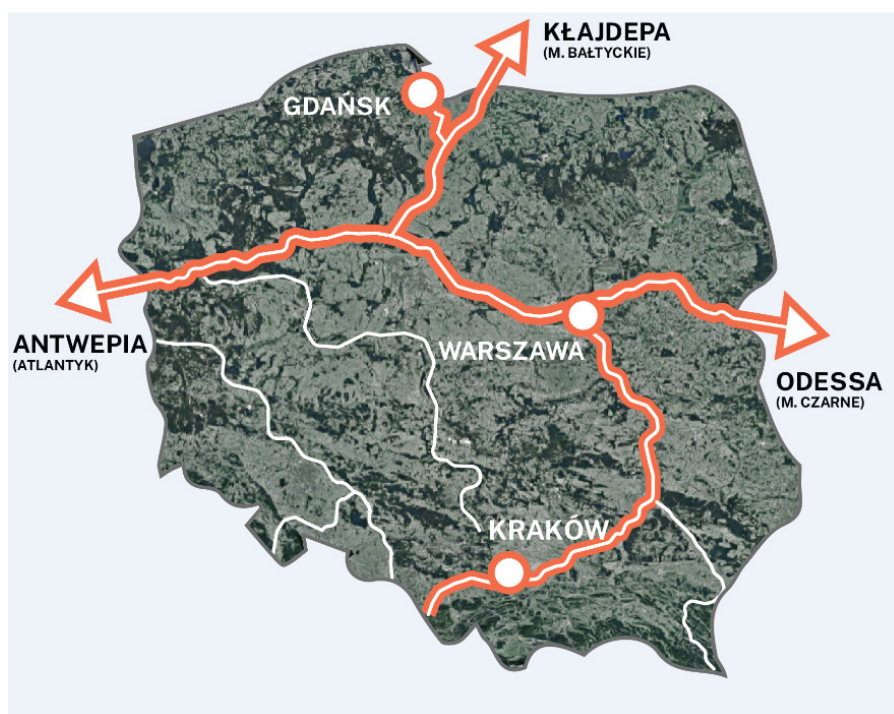 KŁAJDEPA
(M. BAŁTYCKIE)
GDAŃSK
ANTWEPIA
(ATLANTYK)
WARSZAWA
ODESSA
(M. CZARNE)
KRAKÓW